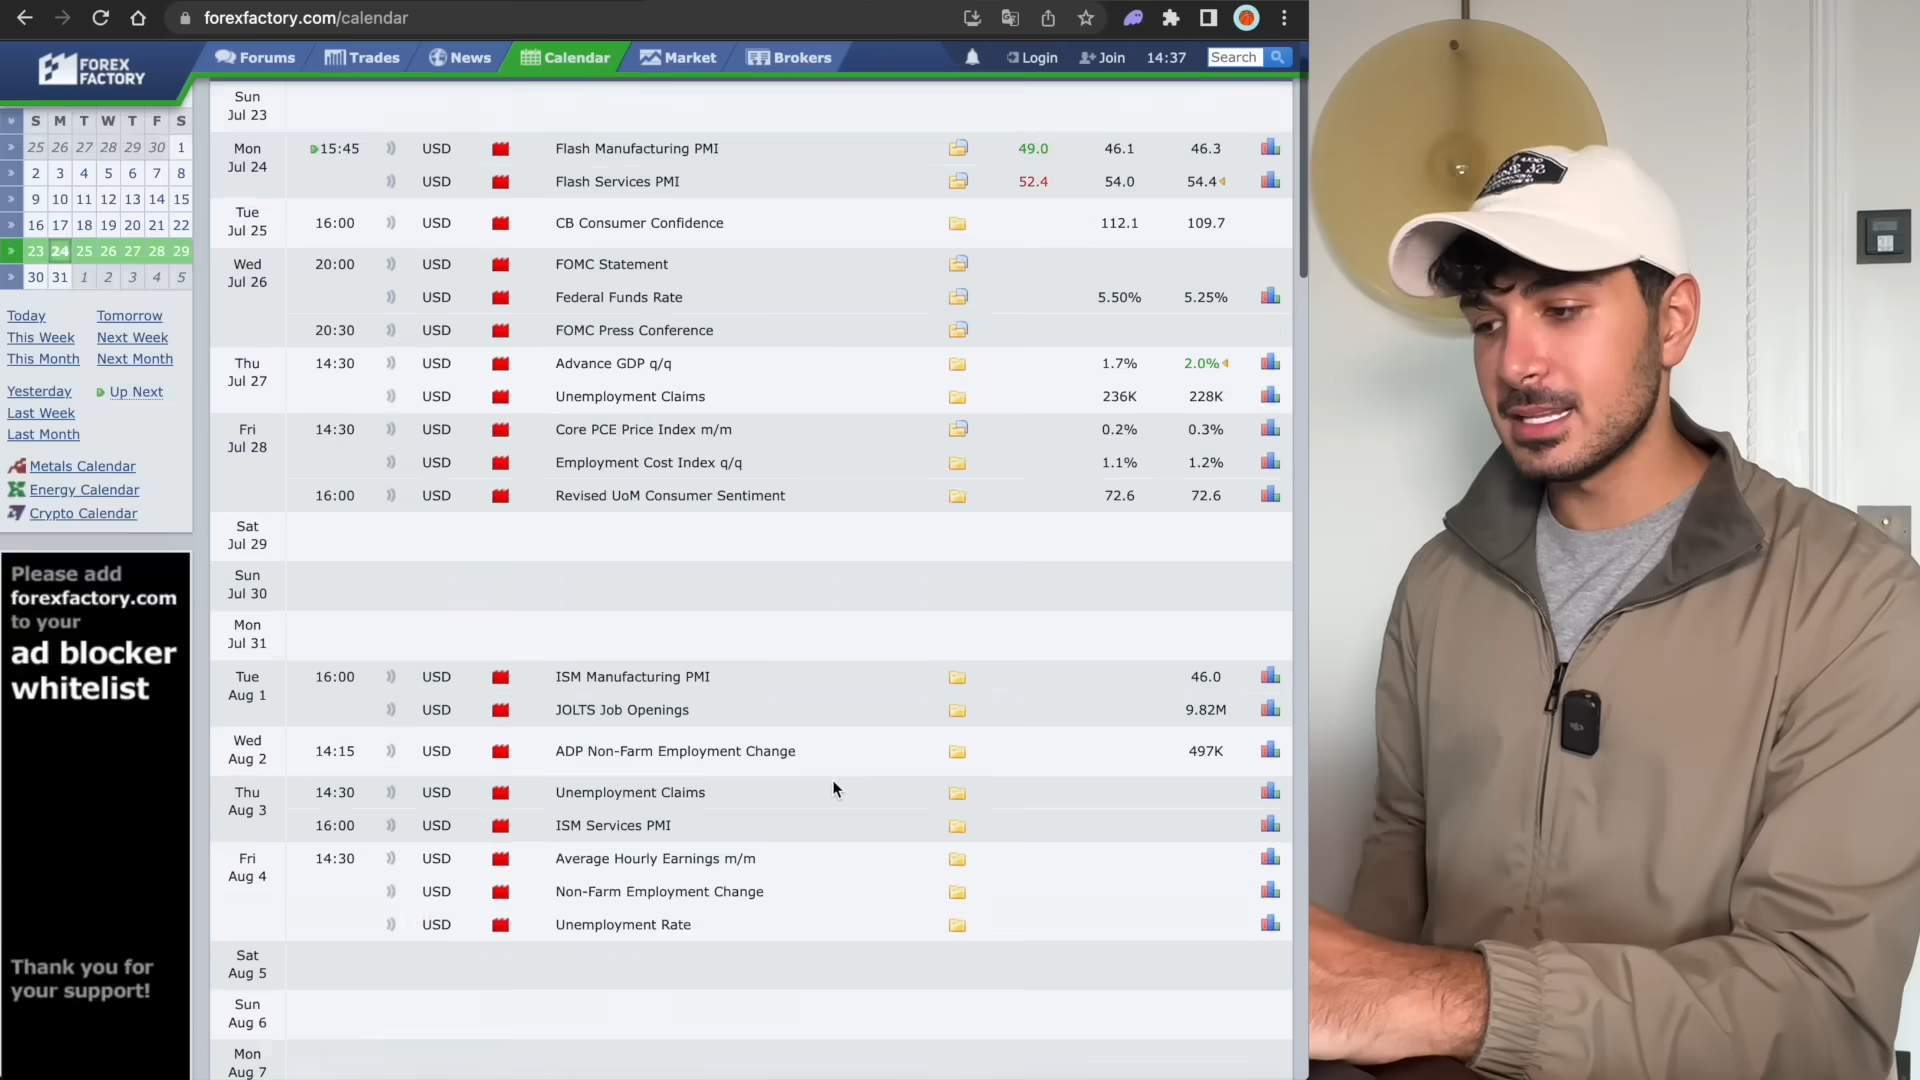 forexfactory.com/calendar
FOREX
FACTORY
Forums
Trades
News
Calendar
Market
Brokers
Login
Join
14:37
Search
S M T W T F S
25 26 27 28 29 30 1
2 3 4 5 6 7 8
9 10 11 12 13 14 15
16 17 18 19 20 21 22
23 24 25 26 27 28 29
30 31 1 2 3 4 5
Today Tomorrow
This Week Next Week
This Month Next Month
Yesterday Up Next
Last Week
Last Month
Metals Calendar
Energy Calendar
Crypto Calendar
Please add
forexfactory.com
to your
ad blocker
whitelist
Thank you for
your support!
Sun
Jul 23
Mon
Jul 24
15:45 USD Flash Manufacturing PMI 49.0 46.1 46.3
USD Flash Services PMI 52.4 54.0 54.4
Tue
Jul 25
16:00 USD CB Consumer Confidence 112.1 109.7
Wed
Jul 26
20:00 USD FOMC Statement
USD Federal Funds Rate 5.50% 5.25%
20:30 USD FOMC Press Conference
Thu
Jul 27
14:30 USD Advance GDP q/q 1.7% 2.0%
USD Unemployment Claims 236K 228K
Fri
Jul 28
14:30 USD Core PCE Price Index m/m 0.2% 0.3%
USD Employment Cost Index q/q 1.1% 1.2%
16:00 USD Revised UoM Consumer Sentiment 72.6 72.6
Sat
Jul 29
Sun
Jul 30
Mon
Jul 31
Tue
Aug 1
16:00 USD ISM Manufacturing PMI 46.0
USD JOLTS Job Openings 9.82M
Wed
Aug 2
14:15 USD ADP Non-Farm Employment Change 497K
Thu
Aug 3
14:30 USD Unemployment Claims
16:00 USD ISM Services PMI
Fri
Aug 4
14:30 USD Average Hourly Earnings m/m
USD Non-Farm Employment Change
USD Unemployment Rate
Sat
Aug 5
Sun
Aug 6
Mon
Aug 7